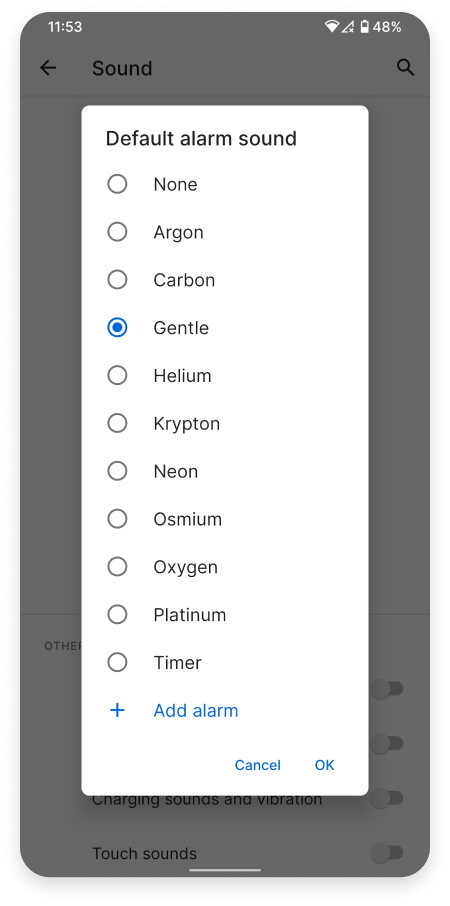 11:53
48%
Sound
Default alarm sound
None
Argon
Carbon
Gentle
Helium
Krypton
Neon
Osmium
Oxygen
Platinum
Timer
Add alarm
Cancel OK
Charging sounds and vibration
Touch sounds